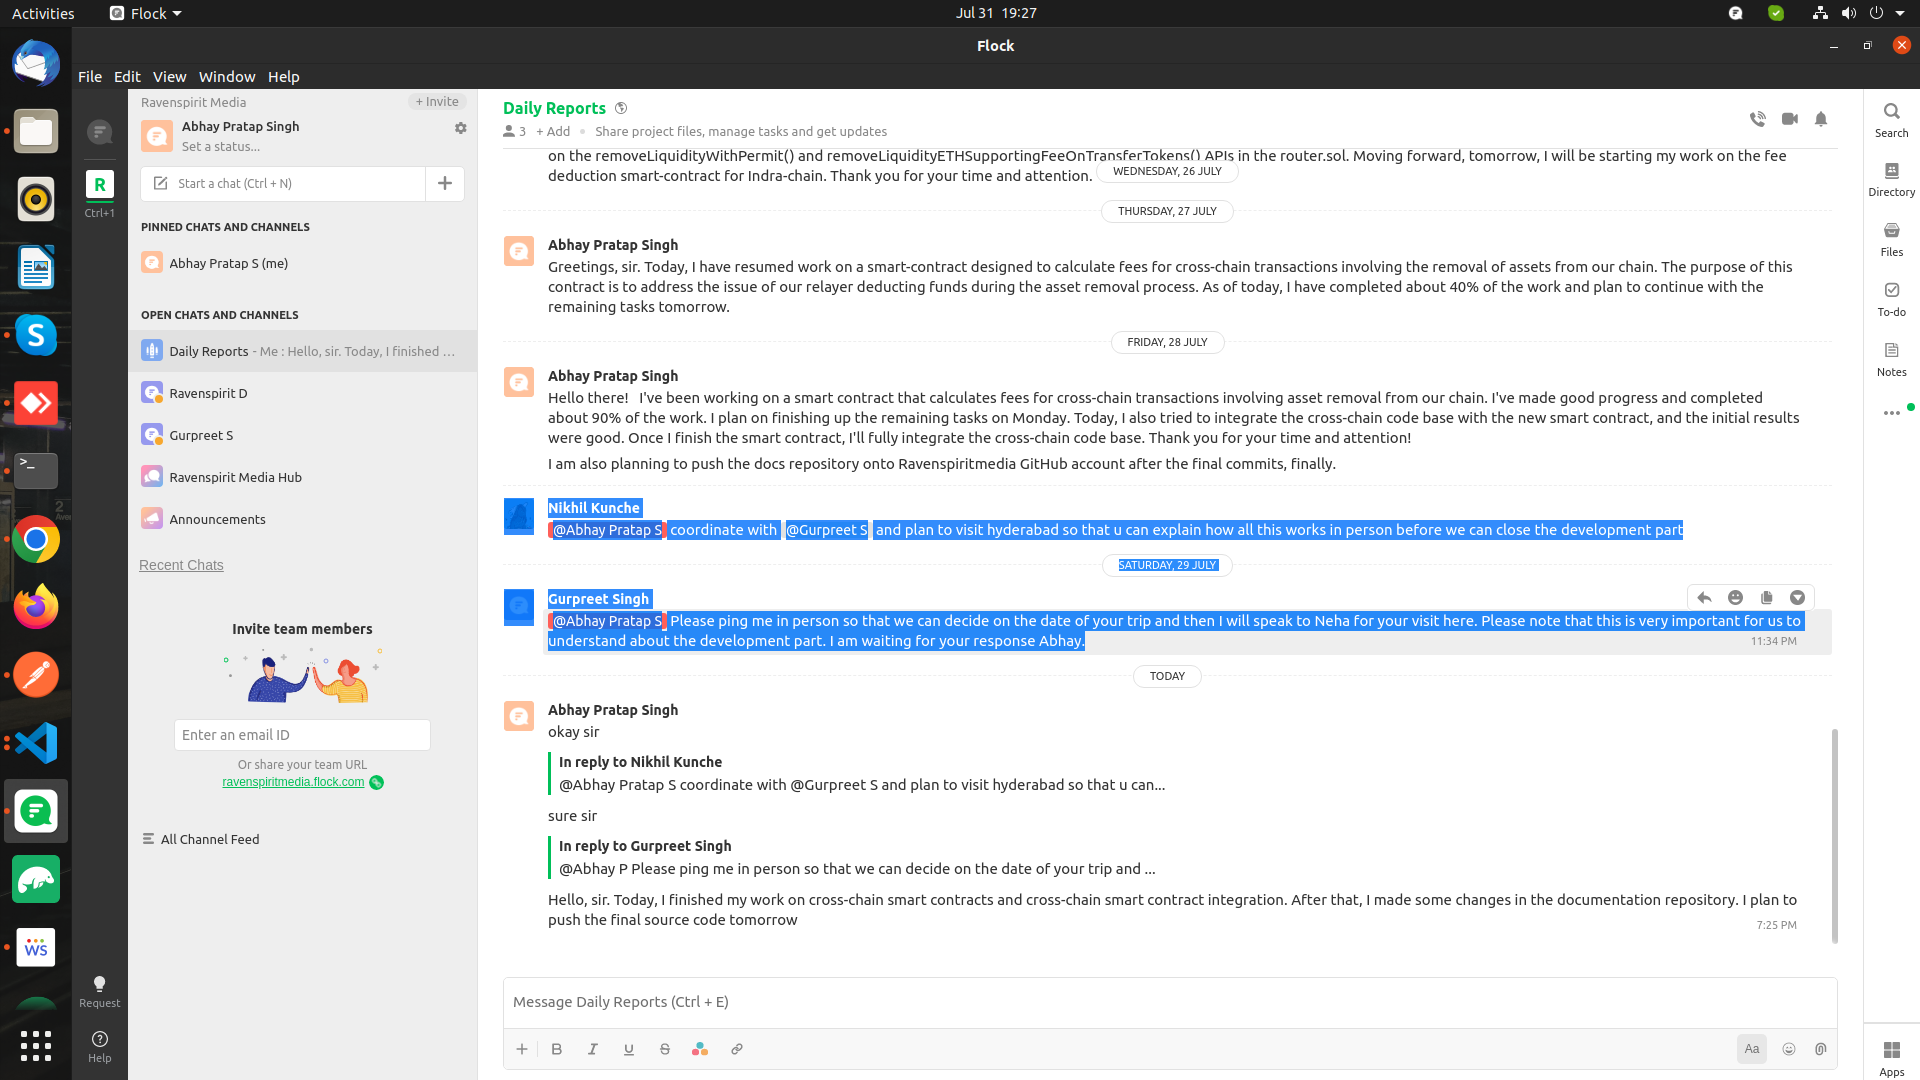 Activities
Flock
Jul 31 19:27
Flock
File Edit View Window Help
Ravenspirit Media
+ Invite
Abhay Pratap Singh
Set a status...
R
Ctrl+1
Start a chat (Ctrl + N)
PINNED CHATS AND CHANNELS
Abhay Pratap S (me)
OPEN CHATS AND CHANNELS
Daily Reports - Me : Hello, sir. Today, I finished …
Ravenspirit D
Gurpreet S
Ravenspirit Media Hub
Announcements
Recent Chats
Invite team members
Enter an email ID
Or share your team URL
ravenspiritmedia.flock.com
All Channel Feed
Request
Help
Daily Reports
3 + Add Share project files, manage tasks and get updates
on the removeLiquidityWithPermit() and removeLiquidityETHSupportingFeeOnTransferTokens() APIs in the router.sol. Moving forward, tomorrow, I will be starting my work on the fee
deduction smart-contract for Indra-chain. Thank you for your time and attention.
WEDNESDAY, 26 JULY
THURSDAY, 27 JULY
Abhay Pratap Singh
Greetings, sir. Today, I have resumed work on a smart-contract designed to calculate fees for cross-chain transactions involving the removal of assets from our chain. The purpose of this
contract is to address the issue of our relayer deducting funds during the asset removal process. As of today, I have completed about 40% of the work and plan to continue with the
remaining tasks tomorrow.
FRIDAY, 28 JULY
Abhay Pratap Singh
Hello there! I've been working on a smart contract that calculates fees for cross-chain transactions involving asset removal from our chain. I've made good progress and completed
about 90% of the work. I plan on finishing up the remaining tasks on Monday. Today, I also tried to integrate the cross-chain code base with the new smart contract, and the initial results
were good. Once I finish the smart contract, I'll fully integrate the cross-chain code base. Thank you for your time and attention!
I am also planning to push the docs repository onto Ravenspiritmedia GitHub account after the final commits, finally.
Nikhil Kunche
@Abhay Pratap S coordinate with @Gurpreet S and plan to visit hyderabad so that u can explain how all this works in person before we can close the development part
SATURDAY, 29 JULY
Gurpreet Singh
@Abhay Pratap S Please ping me in person so that we can decide on the date of your trip and then I will speak to Neha for your visit here. Please note that this is very important for us to
understand about the development part. I am waiting for your response Abhay.
11:34 PM
TODAY
Abhay Pratap Singh
okay sir
In reply to Nikhil Kunche
@Abhay Pratap S coordinate with @Gurpreet S and plan to visit hyderabad so that u can...
sure sir
In reply to Gurpreet Singh
@Abhay P Please ping me in person so that we can decide on the date of your trip and ...
Hello, sir. Today, I finished my work on cross-chain smart contracts and cross-chain smart contract integration. After that, I made some changes in the documentation repository. I plan to
push the final source code tomorrow
7:25 PM
Message Daily Reports (Ctrl + E)
B I U S
Aa
Search
Directory
Files
To-do
Notes
Apps
WS